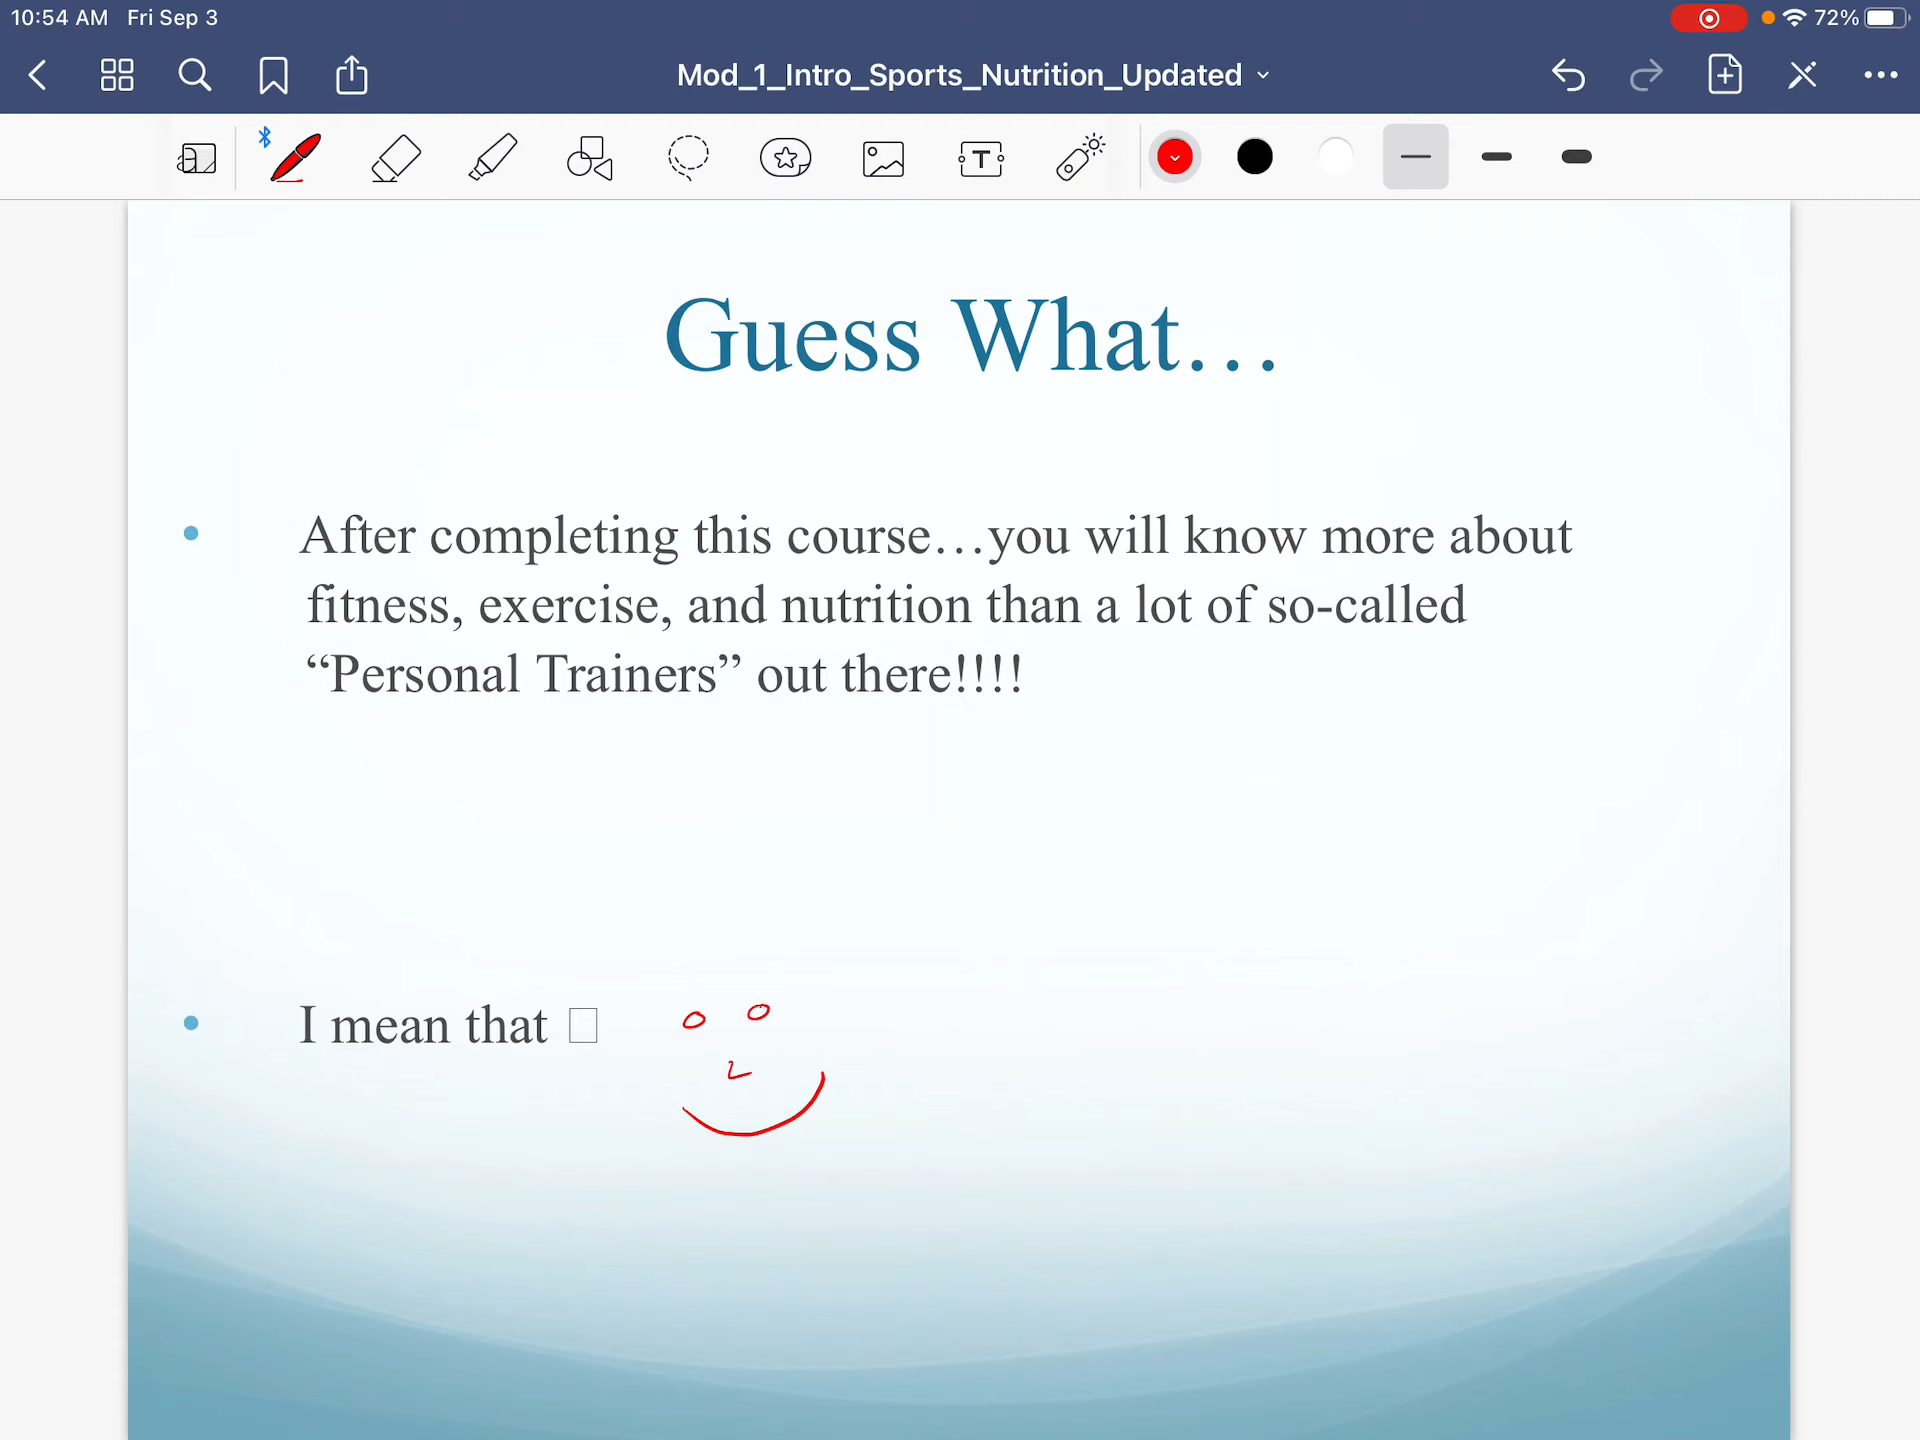 10:54 AM Fri Sep 3
72%
Mod_1_Intro_Sports_Nutrition_Updated
T
Guess What…
• After completing this course…you will know more about
fitness, exercise, and nutrition than a lot of so-called
“Personal Trainers” out there!!!!
• I mean that □